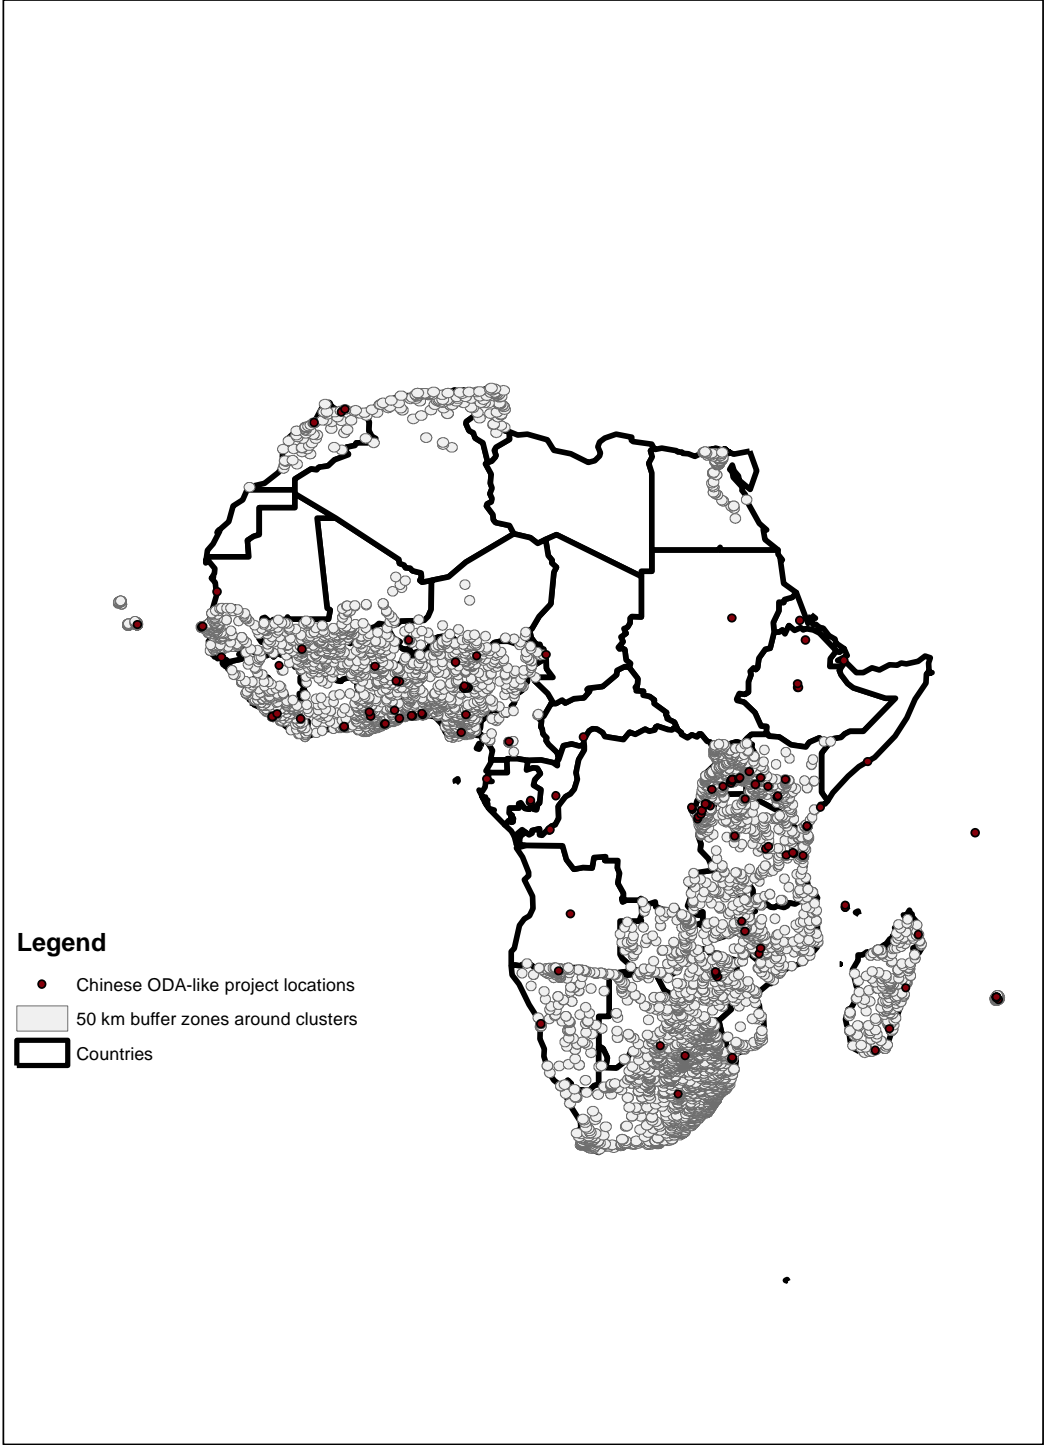 Legend
Chinese ODA-like project locations
50 km buffer zones around clusters
Countries